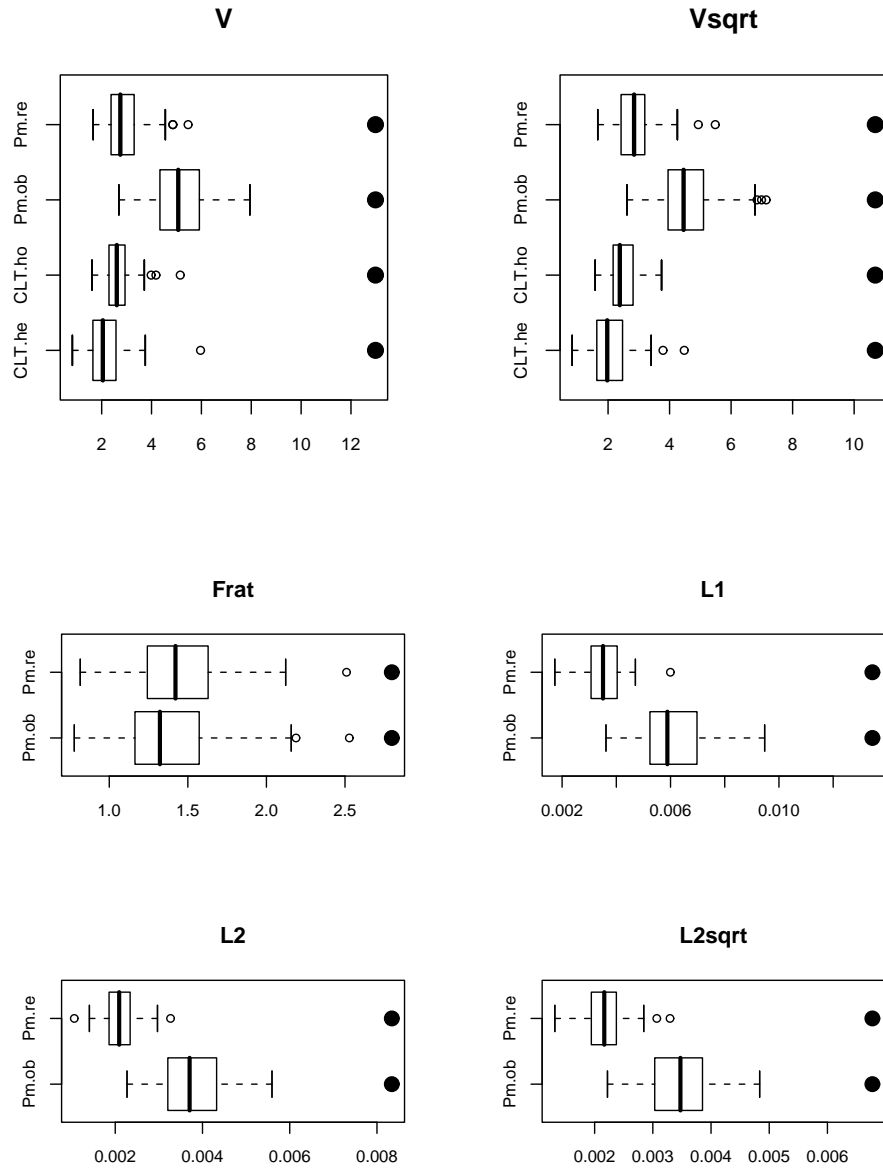 V
Pm.re
Pm.ob
CLT.ho
CLT.he
2 4 6 8 10 12
Vsqrt
Pm.re
Pm.ob
CLT.ho
CLT.he
2 4 6 8 10
Frat
Pm.re
Pm.ob
1.0 1.5 2.0 2.5
L1
Pm.re
Pm.ob
0.002 0.006 0.010
L2
Pm.re
Pm.ob
0.002 0.004 0.006 0.008
L2sqrt
Pm.re
Pm.ob
0.002 0.003 0.004 0.005 0.006